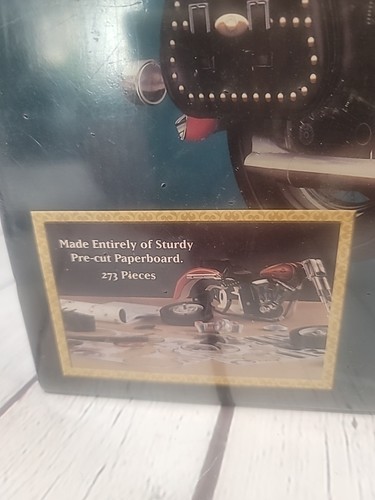 Made Entirely of Sturdy
Pre-cut Paperboard.
273 Pieces